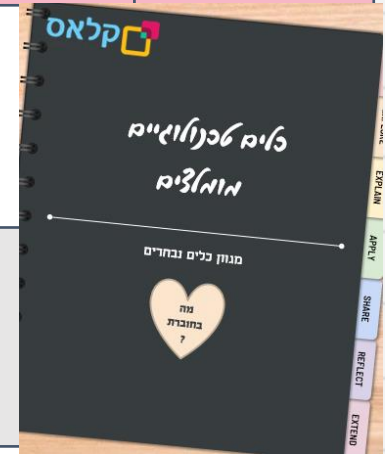 קלאס
כלים טכנולוגיים
מומלצים
מגוון כלים נבחרים
מה
בחוברת
?
EXPLAIN
APPLY
SHARE
REFLECT
EXTEND